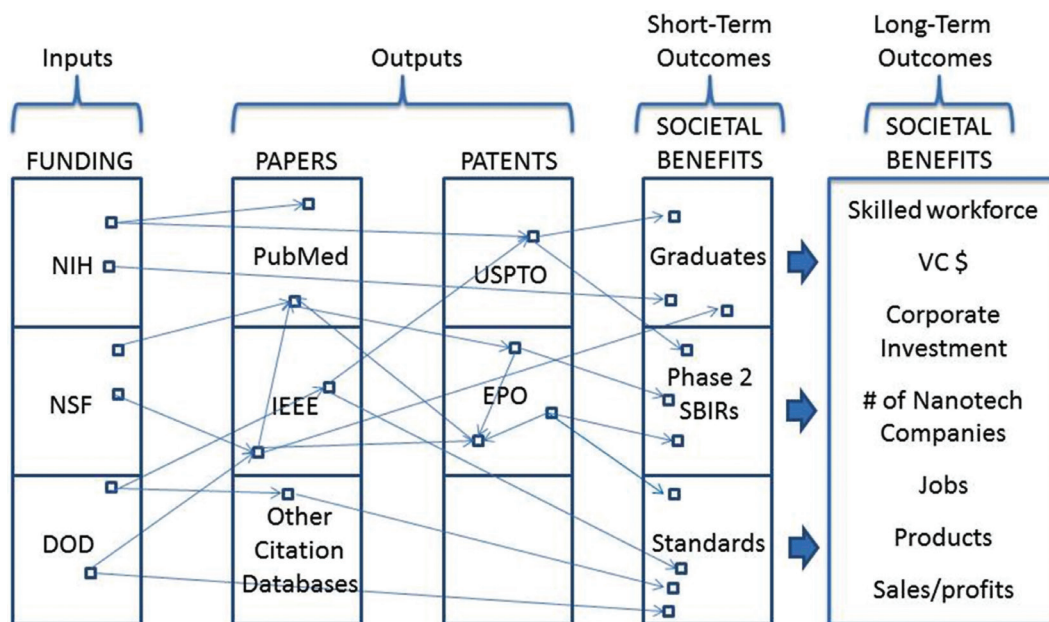 Inputs
Outputs
Short-Term
Outcomes
Long-Term
Outcomes
FUNDING
PAPERS
PATENTS
SOCIETAL
BENEFITS
SOCIETAL
BENEFITS
NIH
PubMed
USPTO
Graduates
NSF
IEEE
EPO
Phase 2
SBIRs
DOD
Other
Citation
Databases
Standards
Skilled workforce
VC $
Corporate
Investment
# of Nanotech
Companies
Jobs
Products
Sales/profits